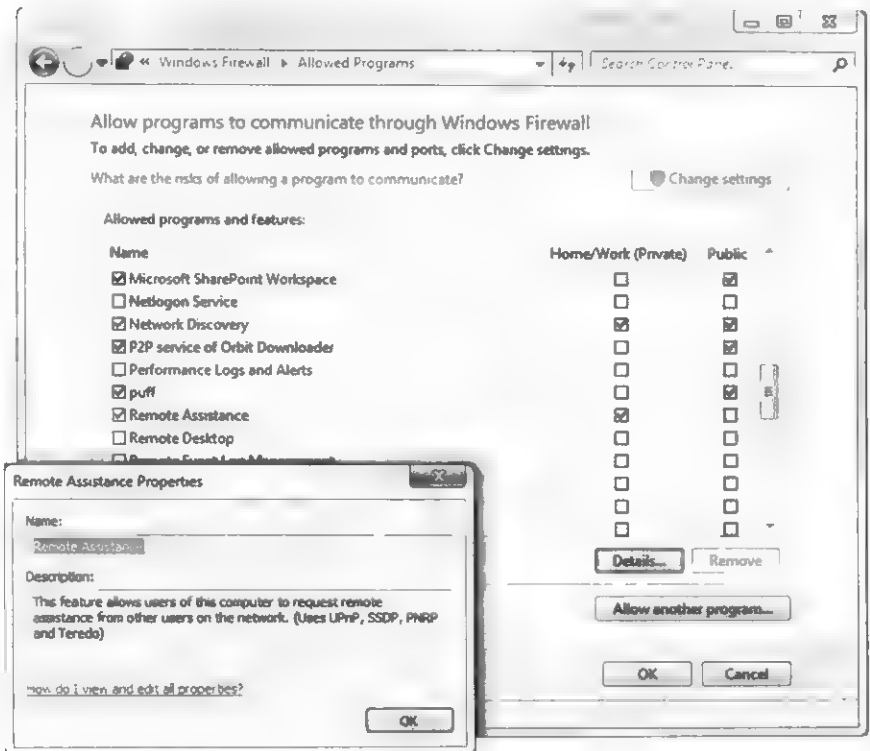 « Windows Firewall ▸ Allowed Programs
Search Control Panel
Allow programs to communicate through Windows Firewall
To add, change, or remove allowed programs and ports, click Change settings.
What are the risks of allowing a program to communicate?
Change settings
Allowed programs and features:
Name Home/Work (Private) Public
Microsoft SharePoint Workspace
Netlogon Service
Network Discovery
P2P service of Orbit Downloader
Performance Logs and Alerts
puff
Remote Assistance
Remote Desktop
Details...
Remove
Allow another program...
OK
Cancel
Remote Assistance Properties
Name:
Remote Assistan
Description:
This feature allows users of this computer to request remote
assistance from other users on the network. (Uses UPnP, SSDP, PNRP
and Teredo)
How do I view and edit all properties?
OK